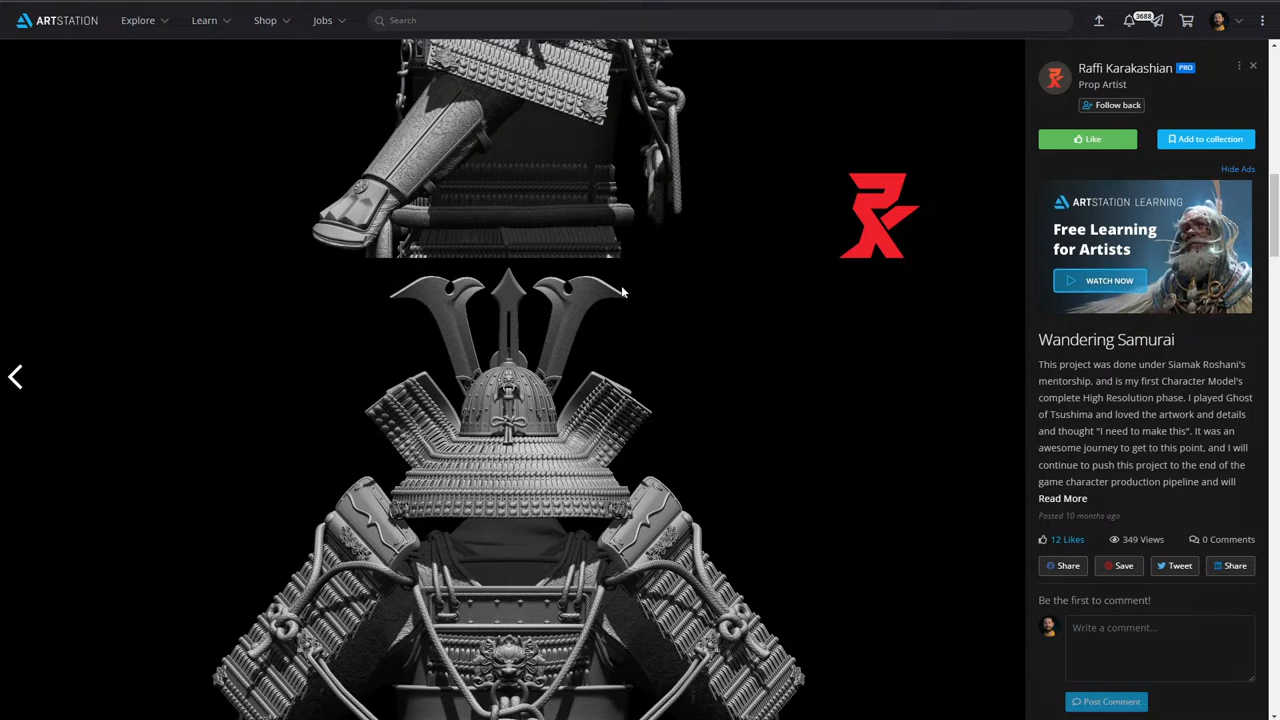 ARTSTATION
Explore
Learn
Shop
Jobs
Search
3688
Raffi Karakashian PRO
Prop Artist
Follow back
Like
Add to collection
Hide Ads
ARTSTATION LEARNING
Free Learning
for Artists
WATCH NOW
Wandering Samurai
This project was done under Siamak Roshani's
mentorship, and is my first Character Model's
complete High Resolution phase. I played Ghost
of Tsushima and loved the artwork and details
and thought "I need to make this". It was an
awesome journey to get to this point, and I will
continue to push this project to the end of the
game character production pipeline and will
Read More
Posted 10 months ago
12 Likes
349 Views
0 Comments
Share
Save
Tweet
Share
Be the first to comment!
Write a comment...
Post Comment